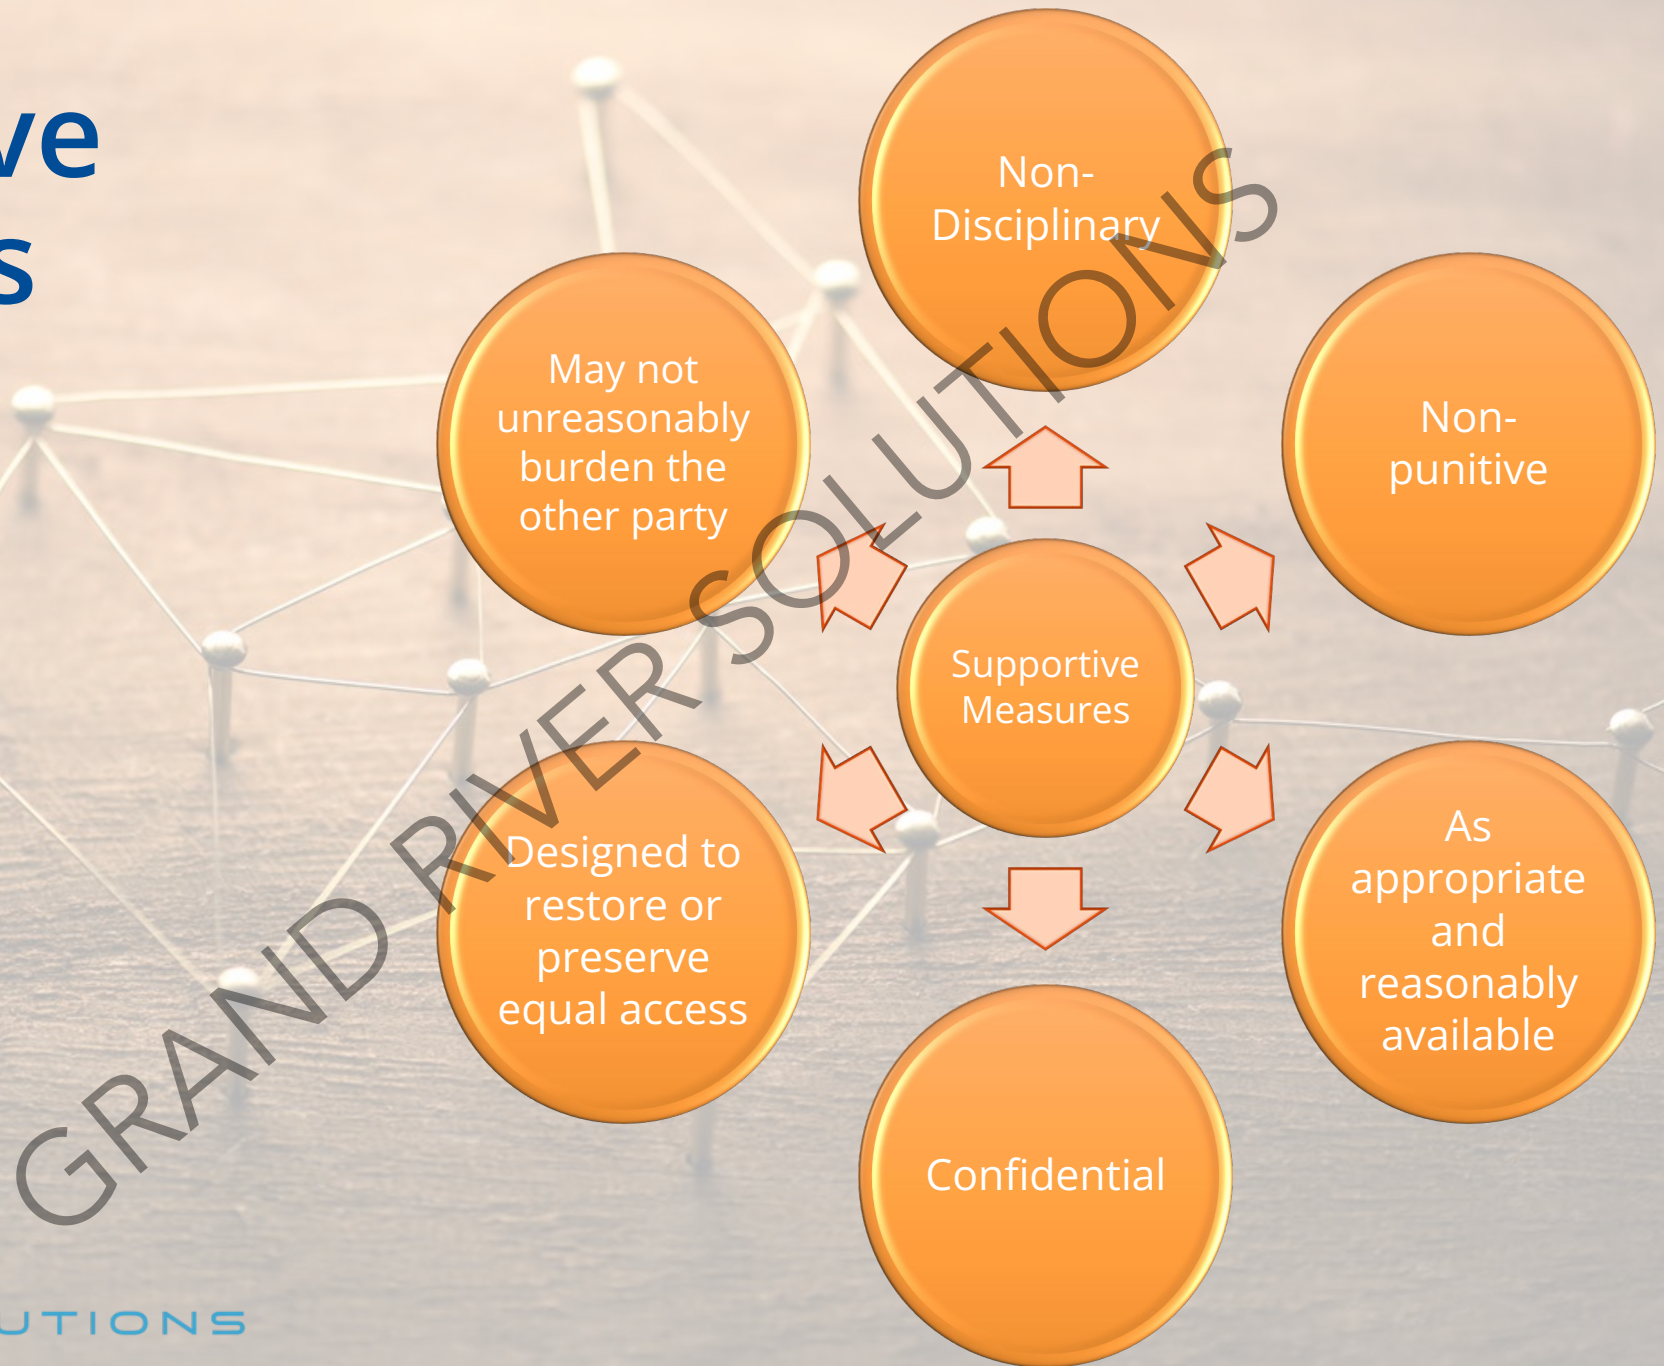 ve
s
Non-
Disciplinary
Non-
punitive
As
appropriate
and
reasonably
available
Confidential
Designed to
restore or
preserve
equal access
May not
unreasonably
burden the
other party
Supportive
Measures
GRAND RIVER SOLUTIONS
UTIONS